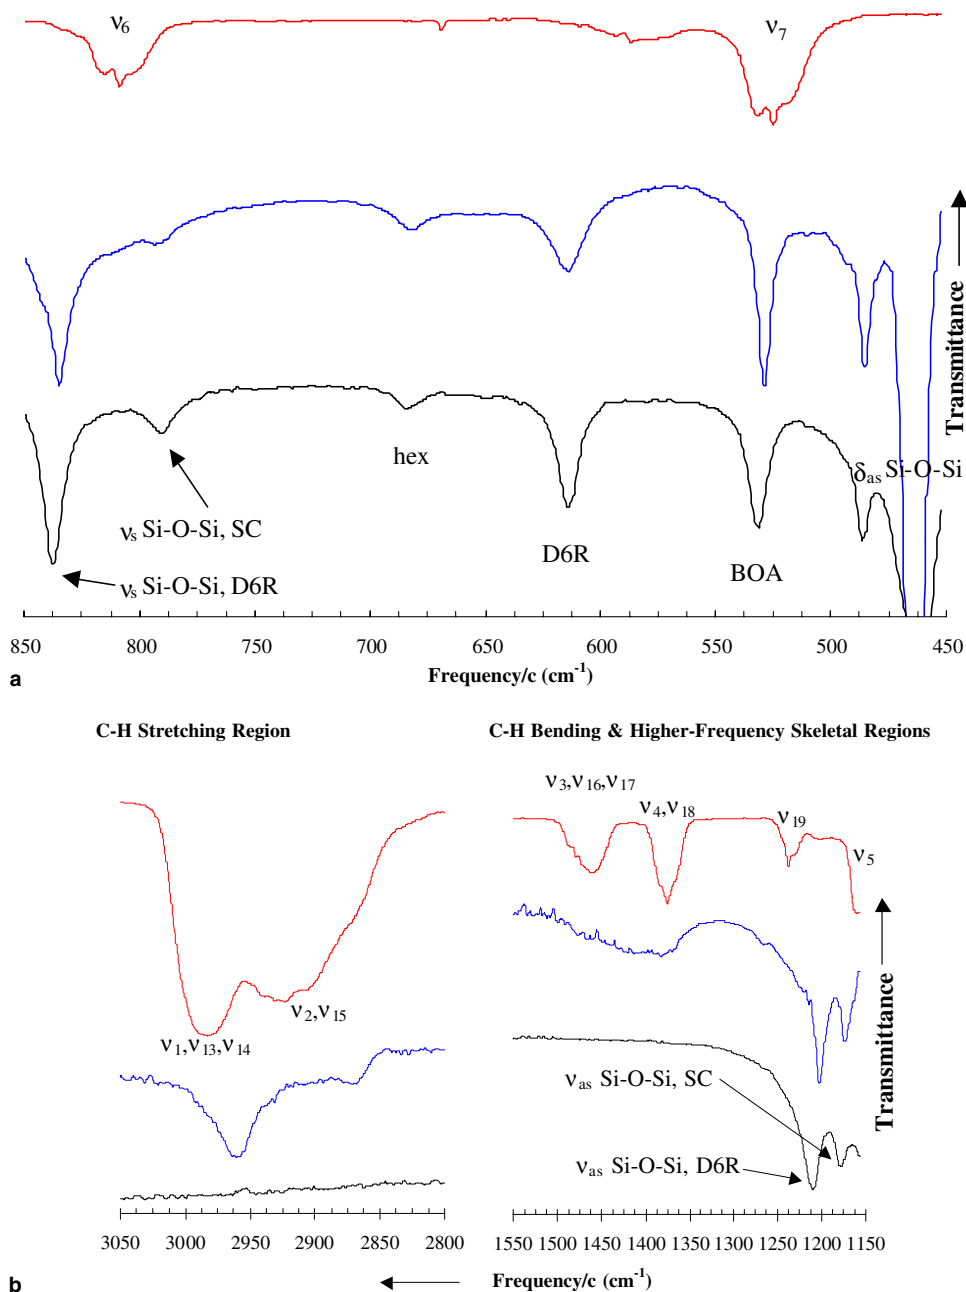 ν6
ν7
Transmittance
δas Si-O-Si
hex
νs Si-O-Si, SC
D6R
BOA
νs Si-O-Si, D6R
850 800 750 700 650 600 550 500 450
Frequency/c (cm-1)
a
C-H Stretching Region
C-H Bending & Higher-Frequency Skeletal Regions
ν3,ν16,ν17
ν4,ν18
ν19
ν5
ν2,ν15
ν1,ν13,ν14
Transmittance
νas Si-O-Si, SC
νas Si-O-Si, D6R
3050 3000 2950 2900 2850 2800
1550 1500 1450 1400 1350 1300 1250 1200 1150
b
Frequency/c (cm-1)